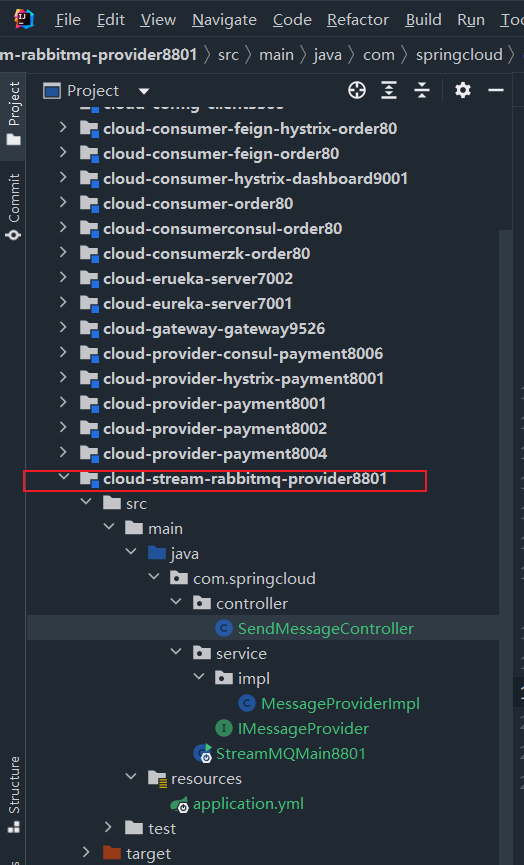 File Edit View Navigate Code Refactor Build Run
m-rabbitmq-provider8801 〉 src 〉 main 〉 java 〉 com 〉 springcloud 〉
Project
Project
Commit
Structure
cloud-consumer-feign-hystrix-order80
cloud-consumer-feign-order80
cloud-consumer-hystrix-dashboard9001
cloud-consumer-order80
cloud-consumerconsul-order80
cloud-consumerzk-order80
cloud-erueka-server7002
cloud-eureka-server7001
cloud-gateway-gateway9526
cloud-provider-consul-payment8006
cloud-provider-hystrix-payment8001
cloud-provider-payment8001
cloud-provider-payment8002
cloud-provider-payment8004
cloud-stream-rabbitmq-provider8801
src
main
java
com.springcloud
controller
SendMessageController
service
impl
MessageProviderImpl
IMessageProvider
StreamMQMain8801
resources
application.yml
test
target